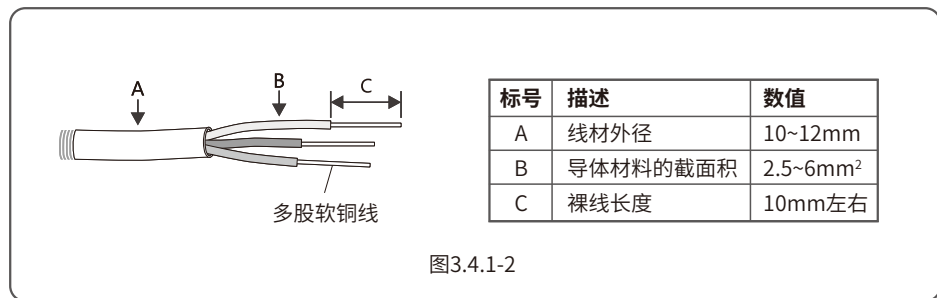 A
B
C
多股软铜线
标号 描述 数值
A 线材外径 10~12mm
B 导体材料的截面积 2.5~6mm²
C 裸线长度 10mm左右
图3.4.1-2